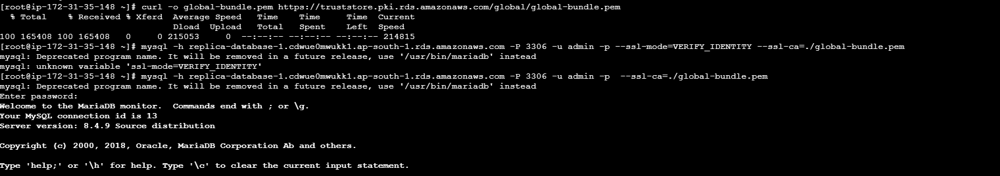 [root@ip-172-31-35-148 ~]# curl -o global-bundle.pem https://truststore.pki.rds.amazonaws.com/global/global-bundle.pem
  % Total    % Received % Xferd  Average Speed   Time    Time     Time  Current
                                 Dload  Upload   Total   Spent    Left  Speed
100 165408 100 165408   0      0 215053     0  --:--:-- --:--:-- --:--:-- 214815
[root@ip-172-31-35-148 ~]# mysql -h replica-database-1.cdwue0mwukk1.ap-south-1.rds.amazonaws.com -P 3306 -u admin -p --ssl-mode=VERIFY_IDENTITY --ssl-ca=./global-bundle.pem
mysql: Deprecated program name. It will be removed in a future release, use '/usr/bin/mariadb' instead
mysql: unknown variable 'ssl-mode=VERIFY_IDENTITY'
[root@ip-172-31-35-148 ~]# mysql -h replica-database-1.cdwue0mwukk1.ap-south-1.rds.amazonaws.com -P 3306 -u admin -p  --ssl-ca=./global-bundle.pem
mysql: Deprecated program name. It will be removed in a future release, use '/usr/bin/mariadb' instead
Enter password:
Welcome to the MariaDB monitor.  Commands end with ; or \g.
Your MySQL connection id is 13
Server version: 8.4.9 Source distribution

Copyright (c) 2000, 2018, Oracle, MariaDB Corporation Ab and others.

Type 'help;' or '\h' for help. Type '\c' to clear the current input statement.